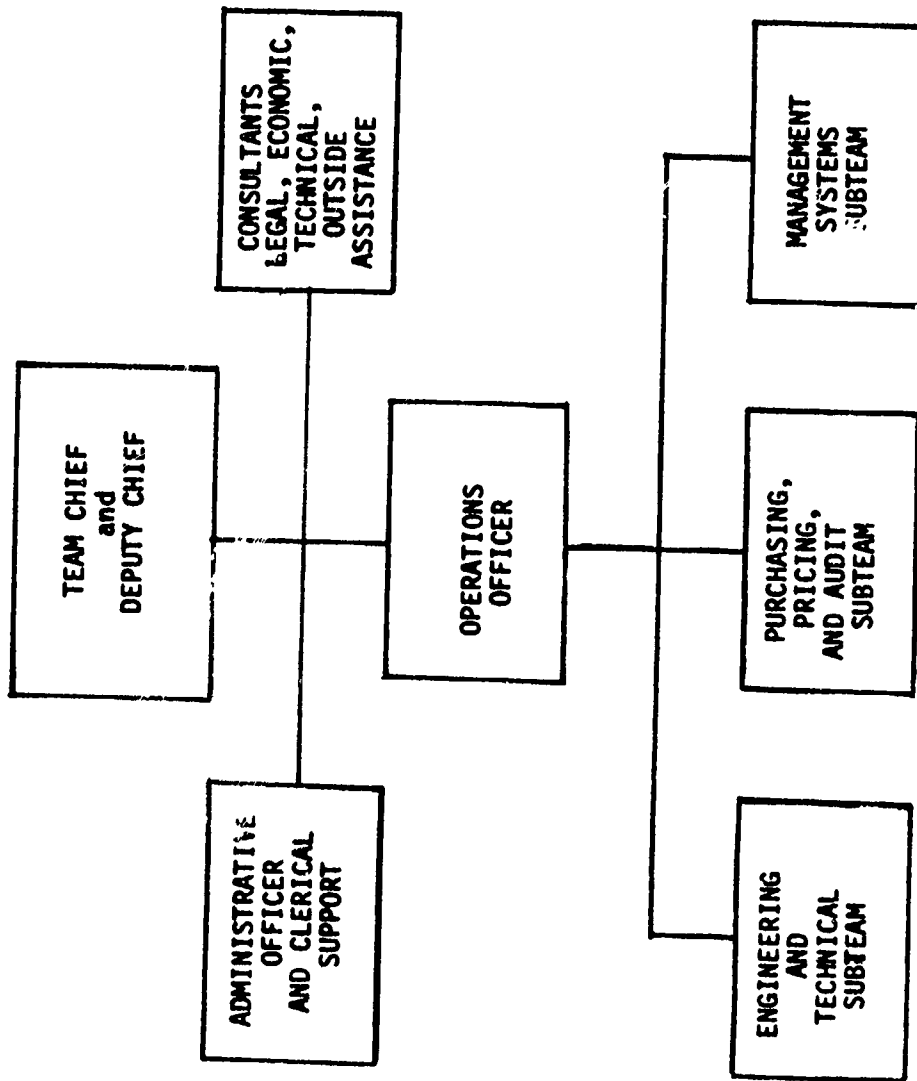 TEAM CHIEF
and
DEPUTY CHIEF
ADMINISTRATIVE
OFFICER
AND CLERICAL
SUPPORT
CONSULTANTS
LEGAL, ECONOMIC,
TECHNICAL,
OUTSIDE
ASSISTANCE
OPERATIONS
OFFICER
ENGINEERING
AND
TECHNICAL
SUBTEAM
PURCHASING,
PRICING,
AND AUDIT
SUBTEAM
MANAGEMENT
SYSTEMS
SUBTEAM